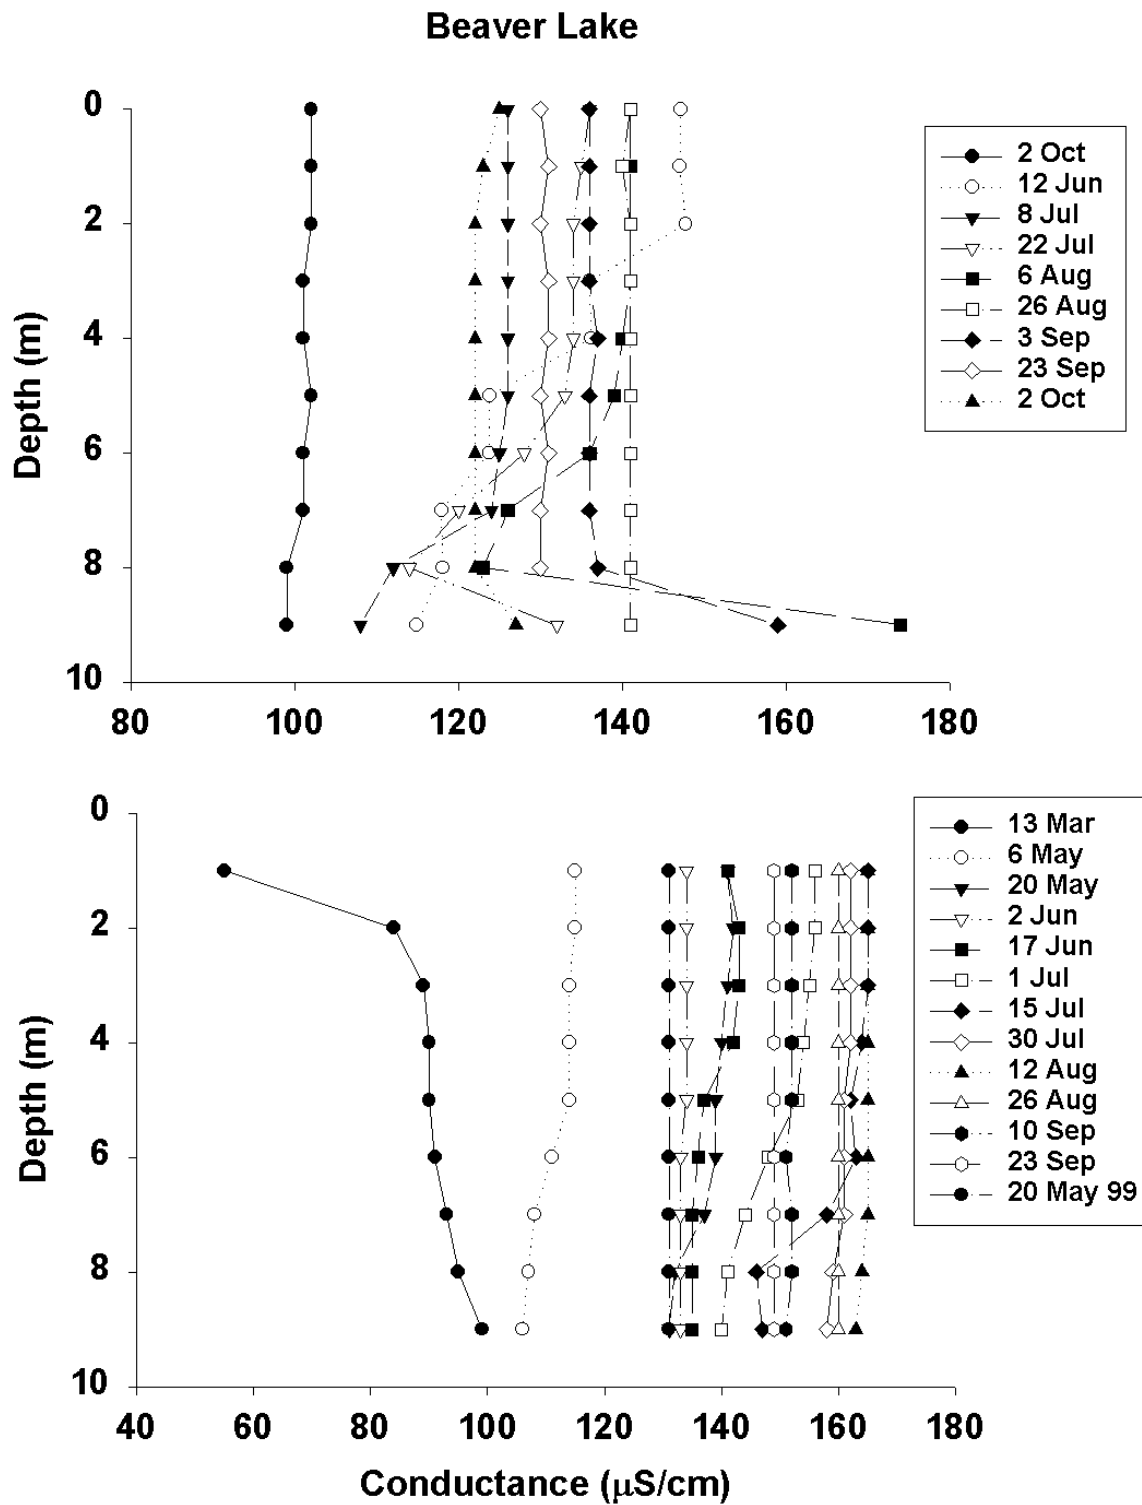 Beaver Lake
0
2
4
6
8
10
Depth (m)
80 100 120 140 160 180
2 Oct
12 Jun
8 Jul
22 Jul
6 Aug
26 Aug
3 Sep
23 Sep
2 Oct
0
2
4
6
8
10
Depth (m)
40 60 80 100 120 140 160 180
Conductance (μS/cm)
13 Mar
6 May
20 May
2 Jun
17 Jun
1 Jul
15 Jul
30 Jul
12 Aug
26 Aug
10 Sep
23 Sep
20 May 99